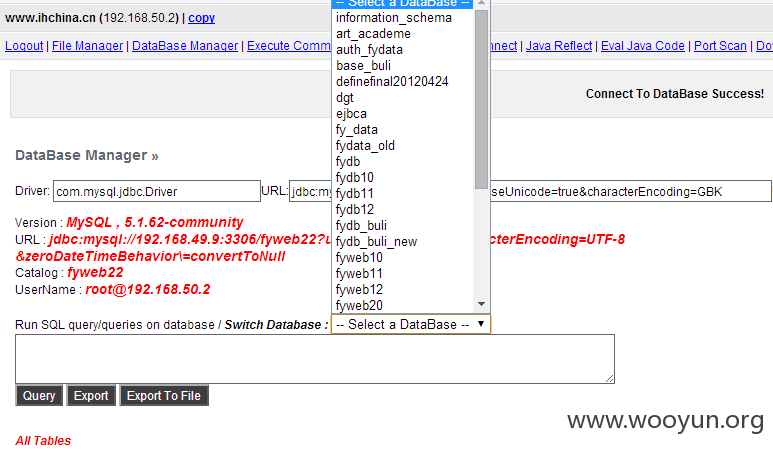 www.ihchina.cn (192.168.50.2) | copy
-- Select a DataBase --
Logout | File Manager | DataBase Manager | Execute Comm
nnect | Java Reflect | Eval Java Code | Port Scan | Do
information_schema
art_academe
auth_fydata
base_buli
definefinal20120424
dgt
ejbca
fy_data
fydata_old
fydb
fydb10
fydb11
fydb12
fydb_buli
fydb_buli_new
fyweb10
fyweb11
fyweb12
fyweb20
Connect To DataBase Success!
DataBase Manager »
Driver: com.mysql.jdbc.Driver URL: jdbc:my seUnicode=true&characterEncoding=GBK
Version : MySQL , 5.1.62-community
URL : jdbc:mysql://192.168.49.9:3306/fyweb22?u acterEncoding=UTF-8
&zeroDateTimeBehavior\=convertToNull
Catalog : fyweb22
UserName : root@192.168.50.2
Run SQL query/queries on database / Switch Database : -- Select a DataBase --
Query Export Export To File
www.wooyun.org
All Tables